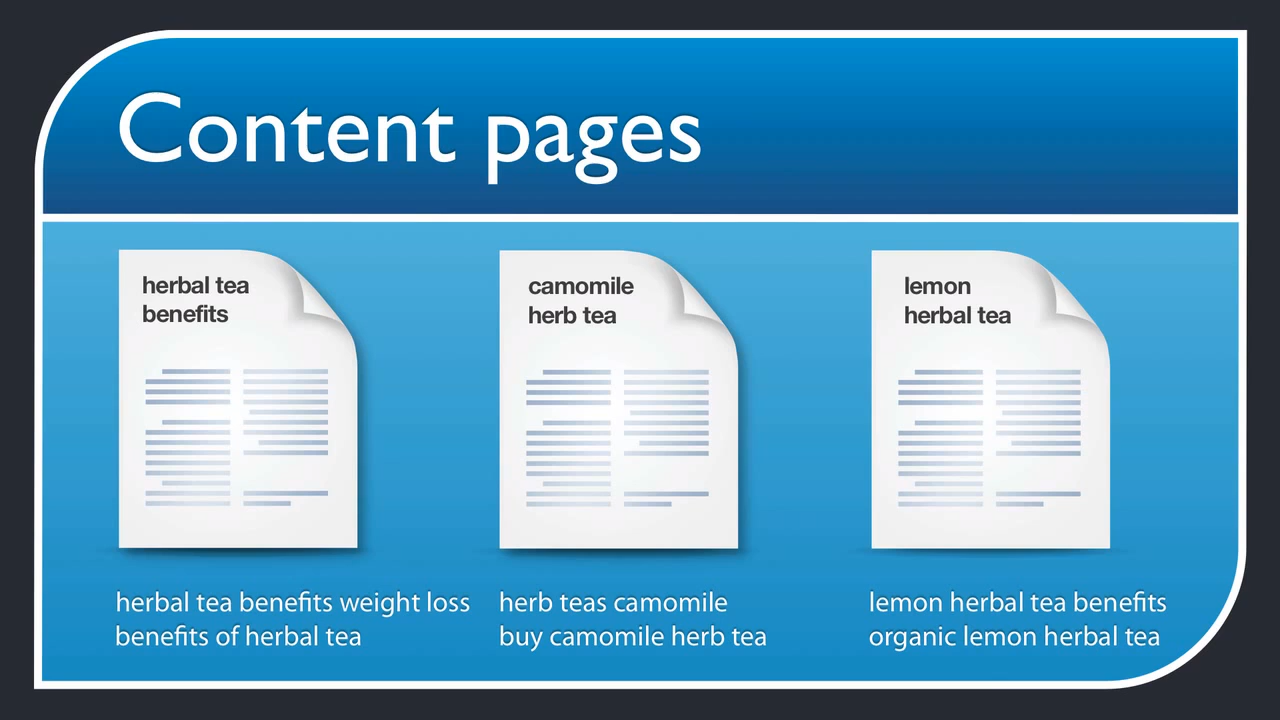 Content pages
herbal tea
benefits
camomile
herb tea
lemon
herbal tea
herbal tea benefits weight loss
benefits of herbal tea
herb teas camomile
buy camomile herb tea
lemon herbal tea benefits
organic lemon herbal tea